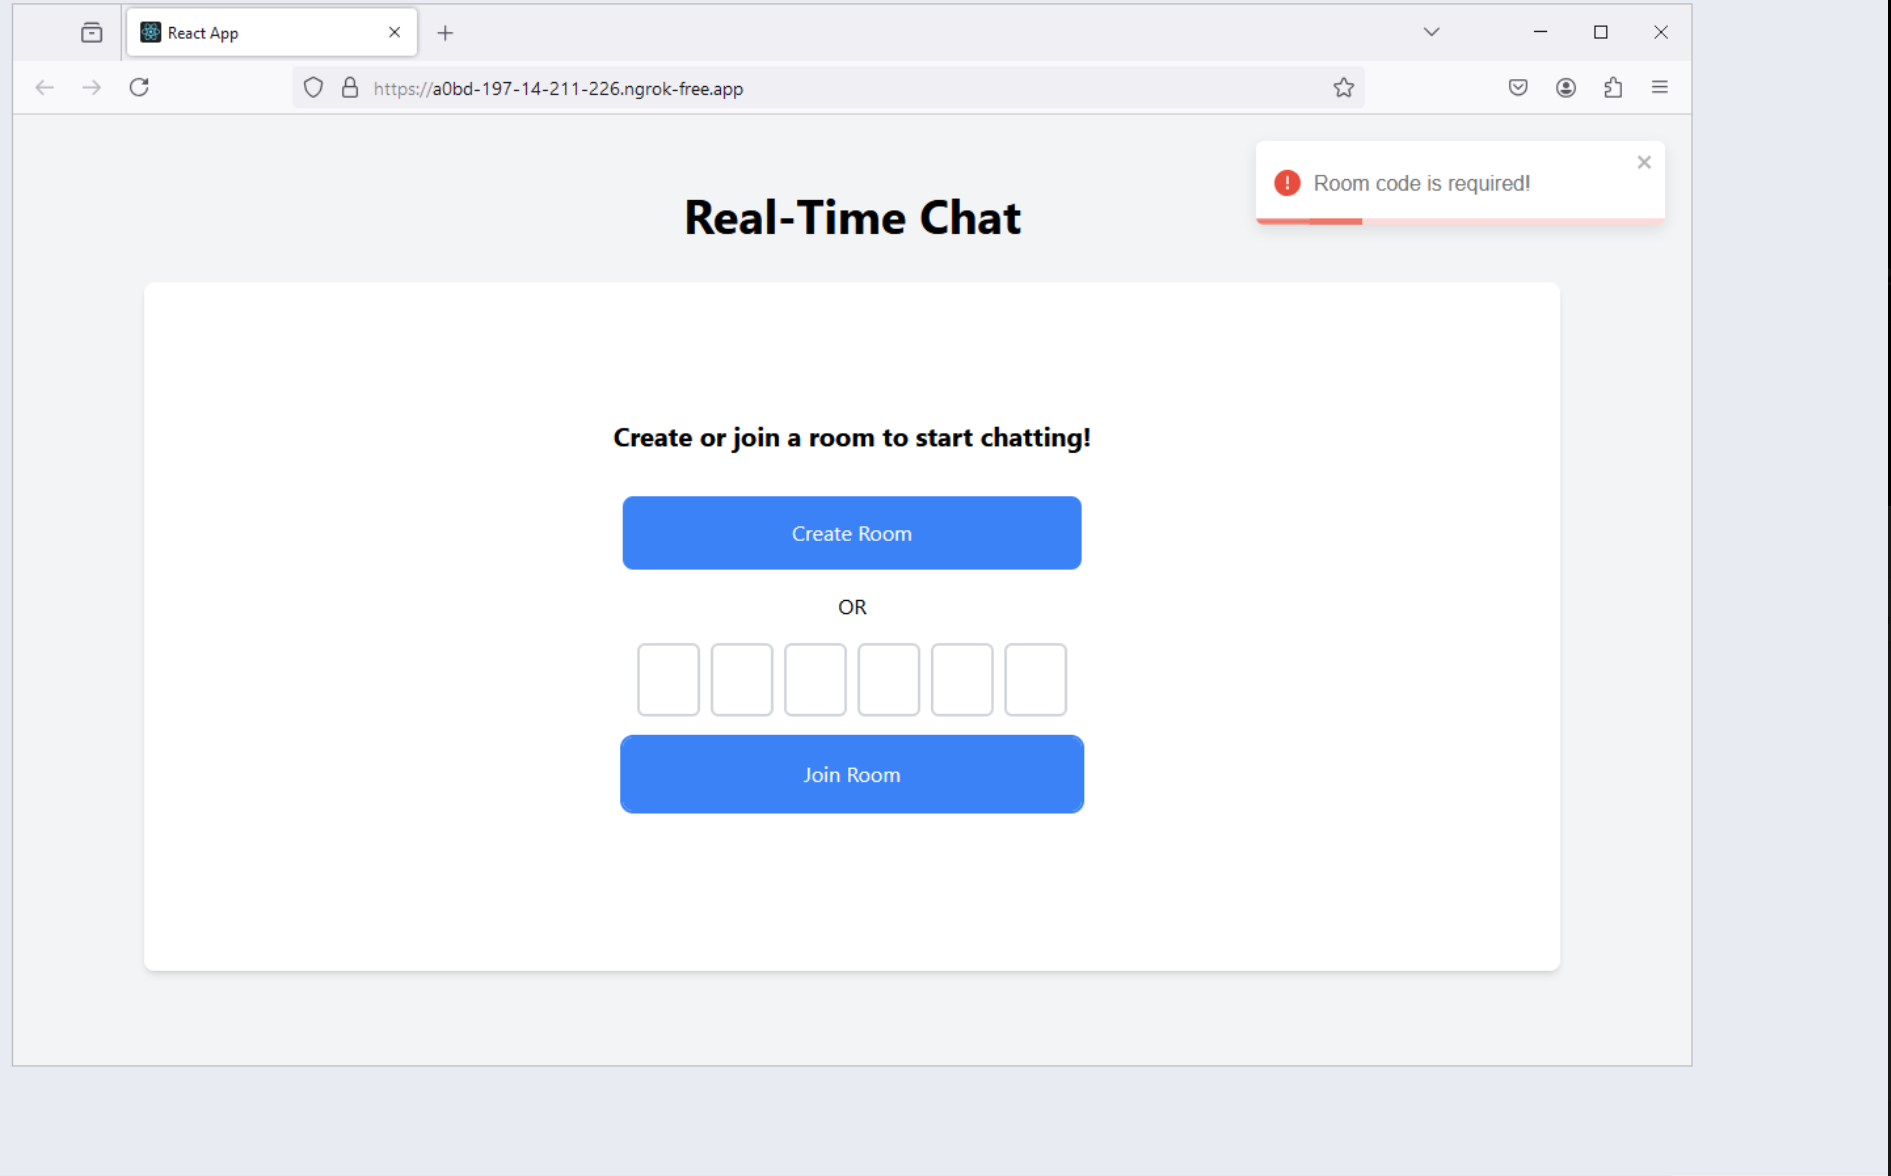 React App
https://a0bd-197-14-211-226.ngrok-free.app
Room code is required!
Real-Time Chat
Create or join a room to start chatting!
Create Room
OR
Join Room